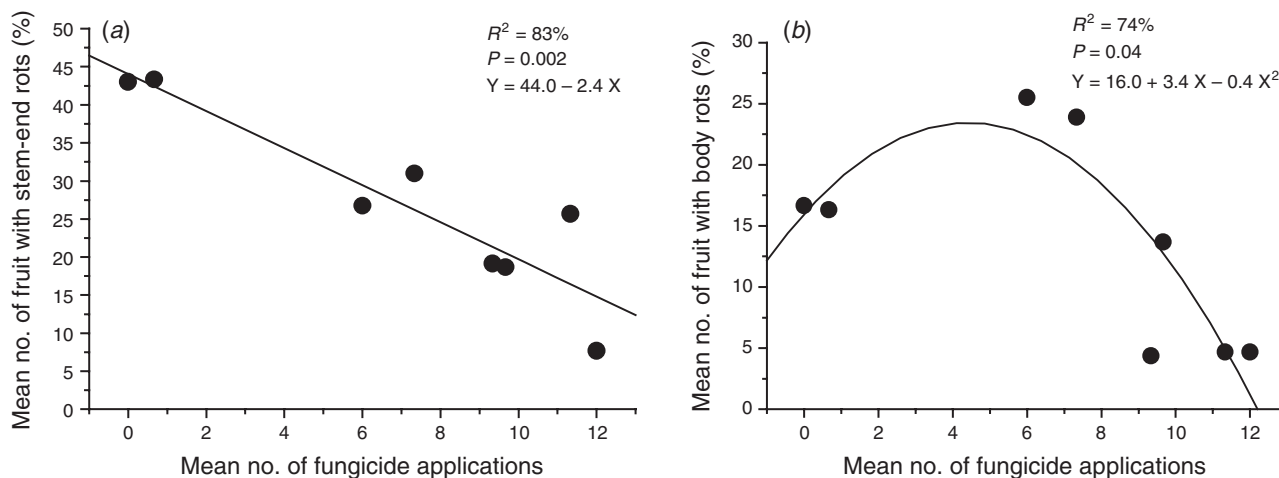 (a)
R² = 83%
P = 0.002
Y = 44.0 – 2.4 X
Mean no. of fruit with stem-end rots (%)
50
45
40
35
30
25
20
15
10
5
0
0 2 4 6 8 10 12
Mean no. of fungicide applications
(b)
R² = 74%
P = 0.04
Y = 16.0 + 3.4 X – 0.4 X²
Mean no. of fruit with body rots (%)
30
25
20
15
10
5
0
0 2 4 6 8 10 12
Mean no. of fungicide applications